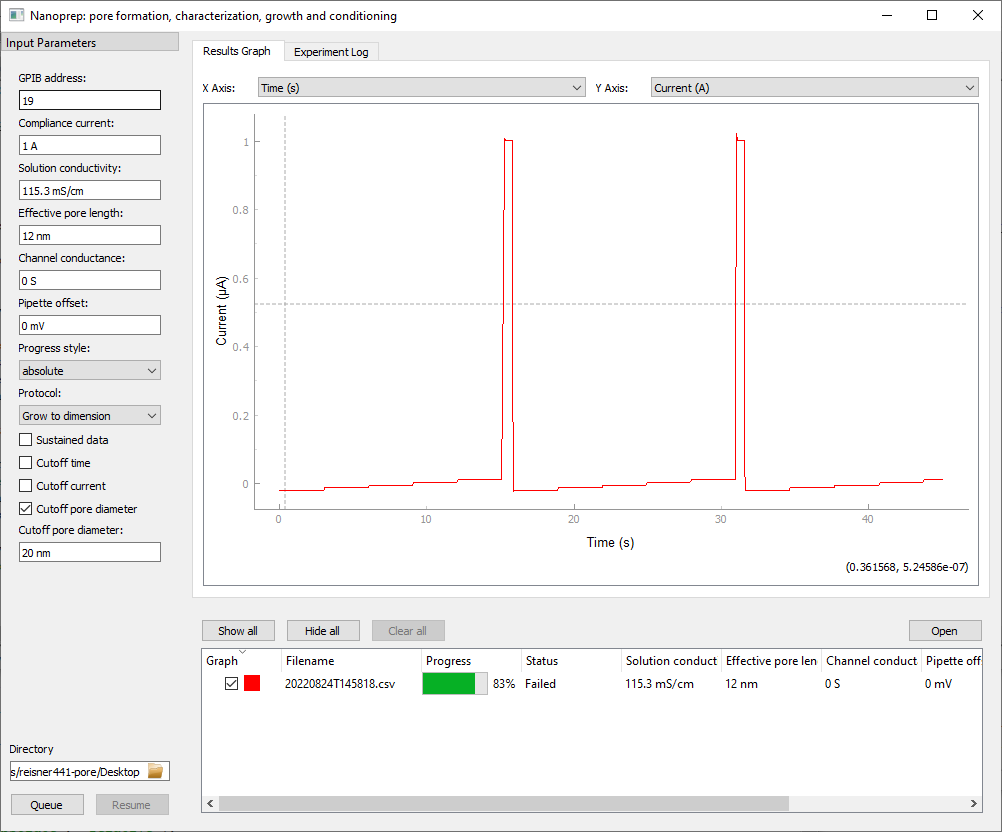 Nanoprep: pore formation, characterization, growth and conditioning
Input Parameters
GPIB address:
19
Compliance current:
1 A
Solution conductivity:
115.3 mS/cm
Effective pore length:
12 nm
Channel conductance:
0 S
Pipette offset:
0 mV
Progress style:
absolute
Protocol:
Grow to dimension
Sustained data
Cutoff time
Cutoff current
Cutoff pore diameter
Cutoff pore diameter:
20 nm
Directory
s/reisner441-pore/Desktop
Queue Resume
Results Graph Experiment Log
X Axis: Time (s) Y Axis: Current (A)
1
0.8
0.6
0.4
0.2
0
Current (µA)
0 10 20 30 40
Time (s)
(0.361568, 5.24586e-07)
Show all Hide all Clear all Open
Graph Filename Progress Status Solution conduct Effective pore len Channel conduct Pipette off
20220824T145818.csv 83% Failed 115.3 mS/cm 12 nm 0 S 0 mV